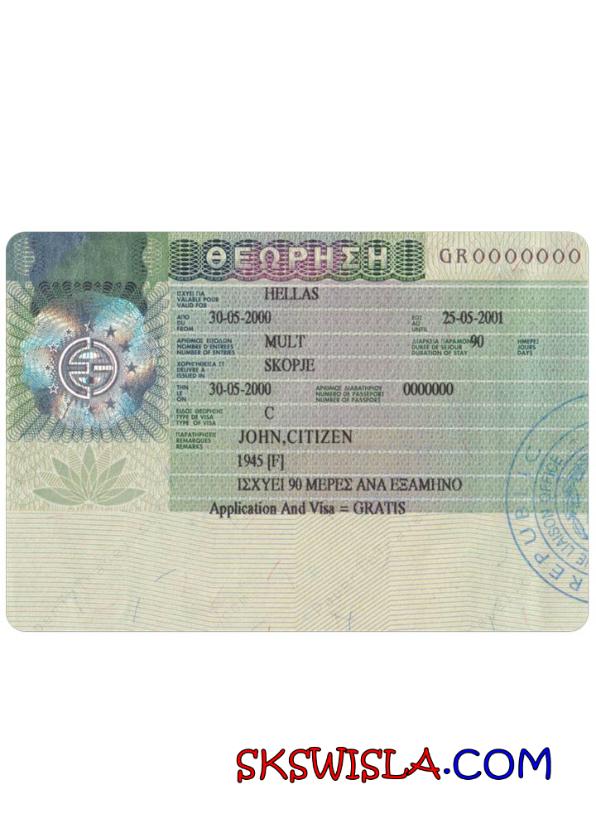 ΘΕΩΡΗΣΗ GR0000000
ΙΣΧΥΕΙ ΓΙΑ
VALABLE POUR HELLAS
VALID FOR
ΑΠΟ ΕΩΣ
DU 30-05-2000 AU 25-05-2001
FROM UNTIL
ΑΡΙΘΜΟΣ ΕΙΣΟΔΩΝ ΔΙΑΡΚΕΙΑ ΠΑΡΑΜΟΝΗΣ ΗΜΕΡΕΣ
NOMBRE D'ENTREES MULT DUREE DE SEJOUR 90 JOURS
NUMBER OF ENTRIES DURATION OF STAY DAYS
DELIVRE A SKOPJE
ISSUED IN
ΤΗΝ ΑΡΙΘΜΟΣ ΔΙΑΒΑΤΗΡΙΟΥ
LE 30-05-2000 NUMERO DE PASSEPORT 0000000
ON NUMBER OF PASSPORT
ΕΙΔΟΣ ΘΕΩΡΗΣΗΣ
TYPE DE VISA C
TYPE OF VISA
ΠΑΡΑΤΗΡΗΣΕΙΣ
REMARQUES JOHN,CITIZEN
REMARKS
1945 [F]
ΙΣΧΥΕΙ 90 ΜΕΡΕΣ ΑΝΑ ΕΞΑΜΗΝΟ
Application And Visa = GRATIS
REPUBLIC
LIAISON OFFICE
SKSWISLA.COM